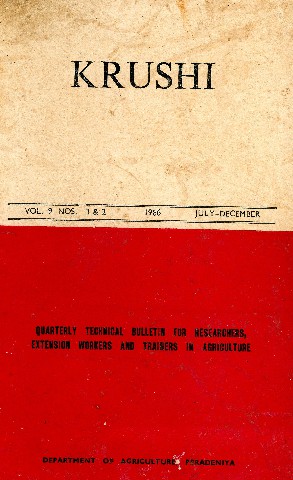 KRUSHI
VOL. 9 NOS. 1 & 2 1986 JULY-DECEMBER
QUARTERLY TECHNICAL BULLETIN FOR RESEARCHERS,
EXTENSION WORKERS AND TRAINERS IN AGRICULTURE
DEPARTMENT OF AGRICULTURE, PERADENIYA